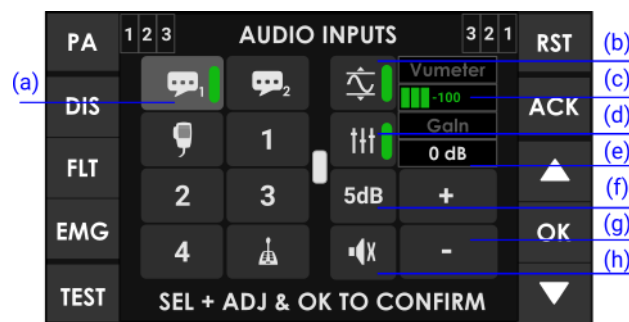 PA
1 2 3
AUDIO INPUTS
3 2 1
RST
(a)
(b)
(c)
(d)
(e)
(f)
(g)
(h)
DIS
FLT
EMG
TEST
ACK
OK
1
2
Vumeter
-100
GaIn
0 dB
1
2
3
5dB
+
4
X
-
SEL + ADJ & OK TO CONFIRM